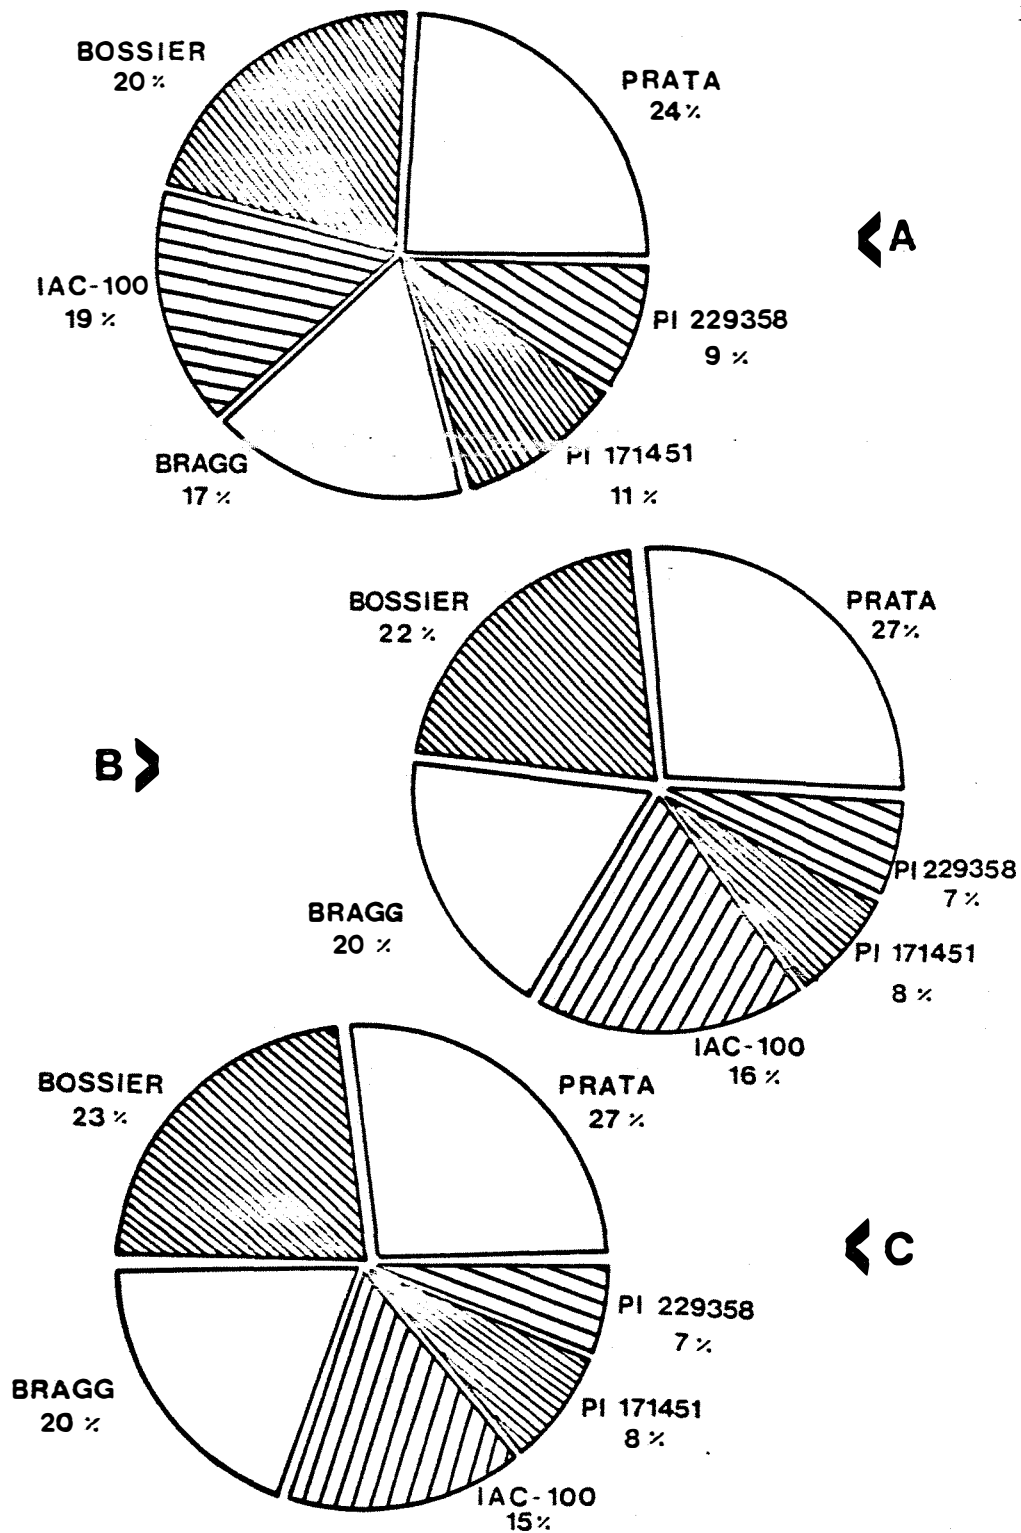 BOSSIER
20 %
PRATA
24 %
A
IAC-100
19 %
PI 229358
9 %
BRAGG
17 %
PI 171451
11 %
BOSSIER
22 %
PRATA
27 %
B
PI 229358
7 %
BRAGG
20 %
PI 171451
8 %
IAC-100
16 %
BOSSIER
23 %
PRATA
27 %
C
PI 229358
7 %
BRAGG
20 %
PI 171451
8 %
IAC-100
15 %